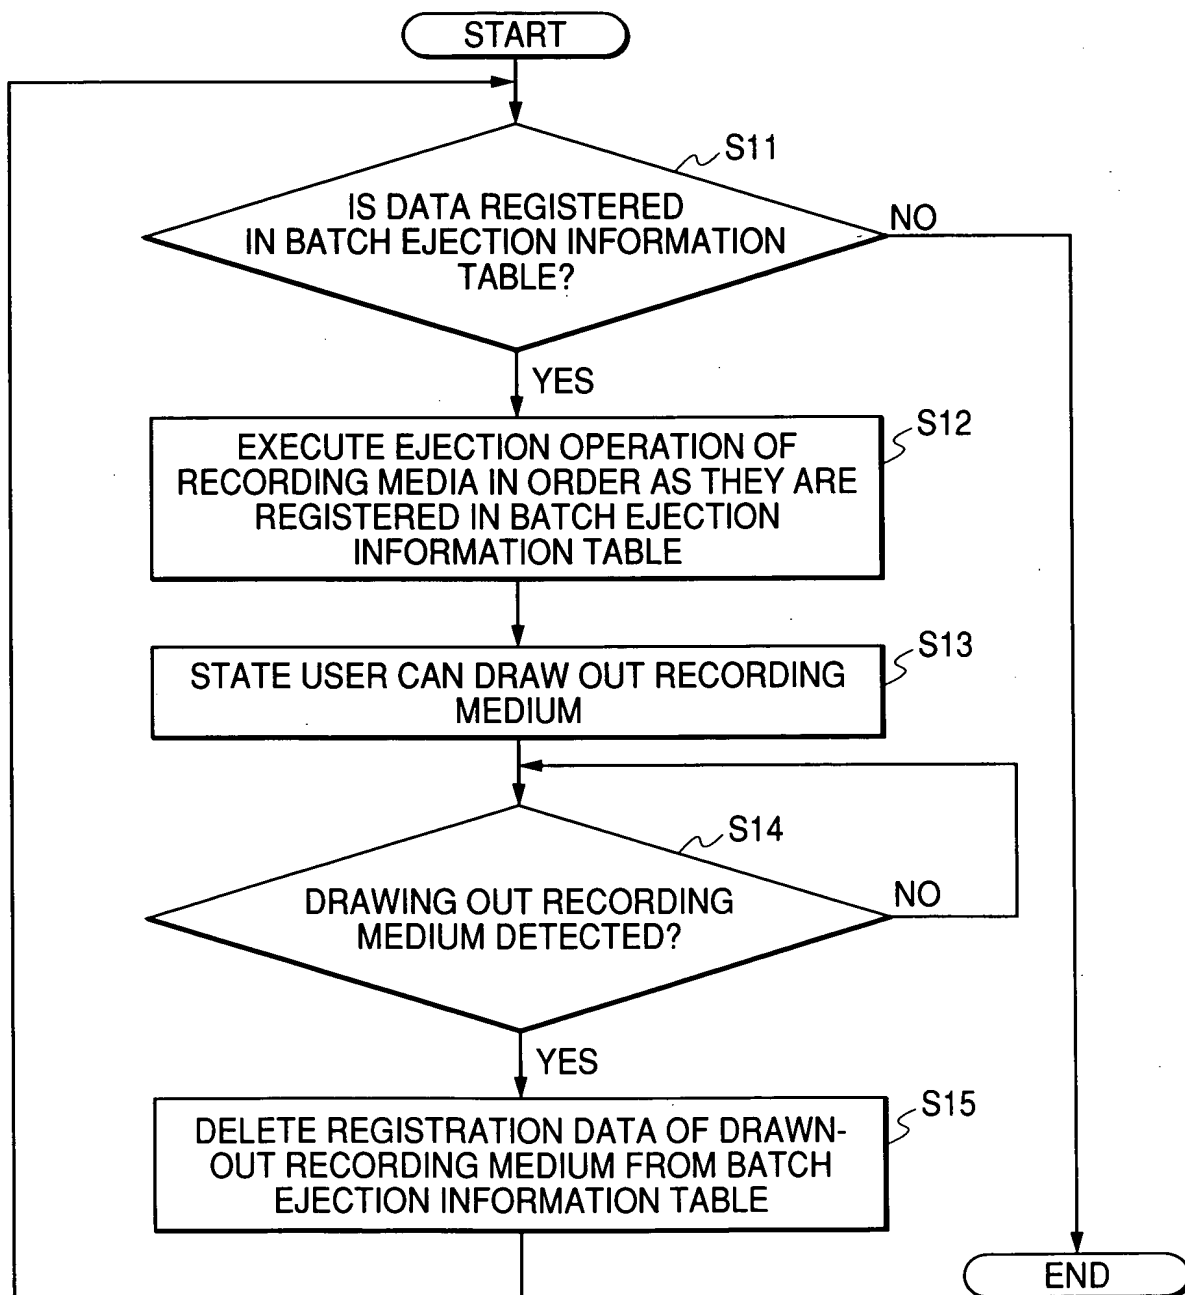 START
S11
IS DATA REGISTERED
IN BATCH EJECTION INFORMATION
TABLE?
NO
YES
S12
EXECUTE EJECTION OPERATION OF
RECORDING MEDIA IN ORDER AS THEY ARE
REGISTERED IN BATCH EJECTION
INFORMATION TABLE
S13
STATE USER CAN DRAW OUT RECORDING
MEDIUM
S14
DRAWING OUT RECORDING
MEDIUM DETECTED?
NO
YES
S15
DELETE REGISTRATION DATA OF DRAWN-
OUT RECORDING MEDIUM FROM BATCH
EJECTION INFORMATION TABLE
END